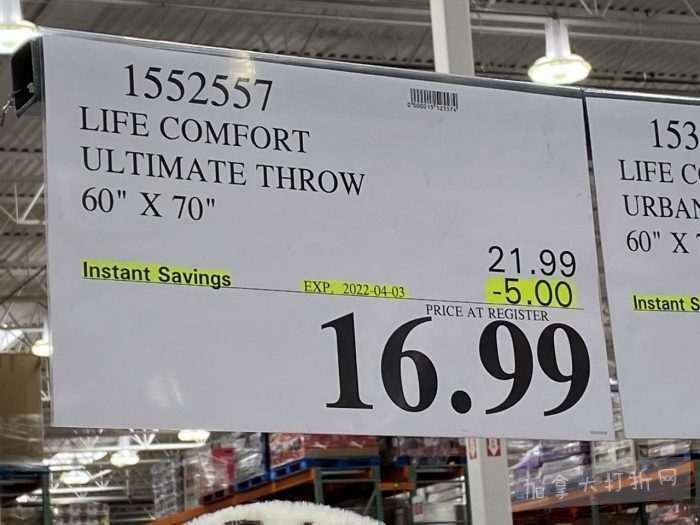 1552557
LIFE COMFORT
ULTIMATE THROW
60" X 70"
21.99
Instant Savings
EXP. 2022-04-03
-5.00
PRICE AT REGISTER
16.99
153
LIFE C
URBAN
60" X 7
Instant S
加拿大打折网